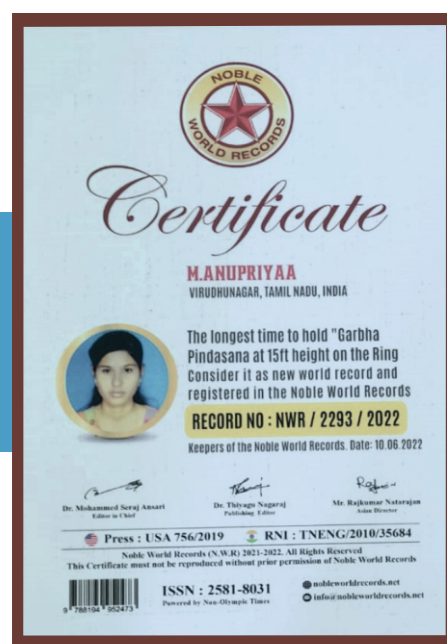 NOBLE
WORLD RECORDS
Certificate
M.ANUPRIYAA
VIRUDHUNAGAR, TAMIL NADU, INDIA
The longest time to hold "Garbha
Pindasana at 15ft height on the Ring
Consider it as new world record and
registered in the Noble World Records
RECORD NO : NWR / 2293 / 2022
Keepers of the Noble World Records. Date: 10.06.2022
Dr. Mohammed Seraj Ansari
Editor in Chief
Dr. Thiyagu Nagaraj
Publishing Editor
Mr. Rajkumar Natarajan
Asian Director
Press : USA 756/2019
RNI : TNENG/2010/35684
Noble World Records (N.W.R) 2021-2022. All Rights Reserved
This Certificate must not be reproduced without prior permission of Noble World Records
9 788194 952473
ISSN : 2581-8031
Powered by Non-Olympic Times
nobleworldrecords.net
info@nobleworldrecords.net